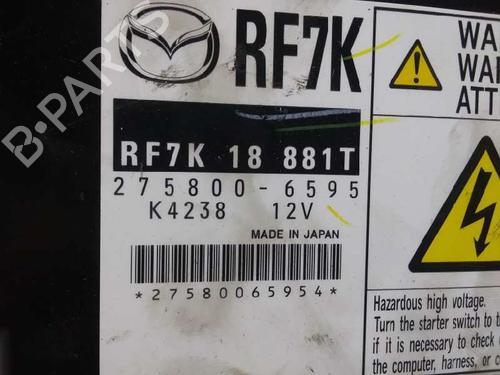 RF7K
WA
WAR
ATT
RF7K 18 881T
275800-6595
K4238 12V
MADE IN JAPAN
*27580065954*
Hazardous high voltage.
Turn the starter switch to t
if it is necessary to check
the computer, harness, or c
B-PARTS